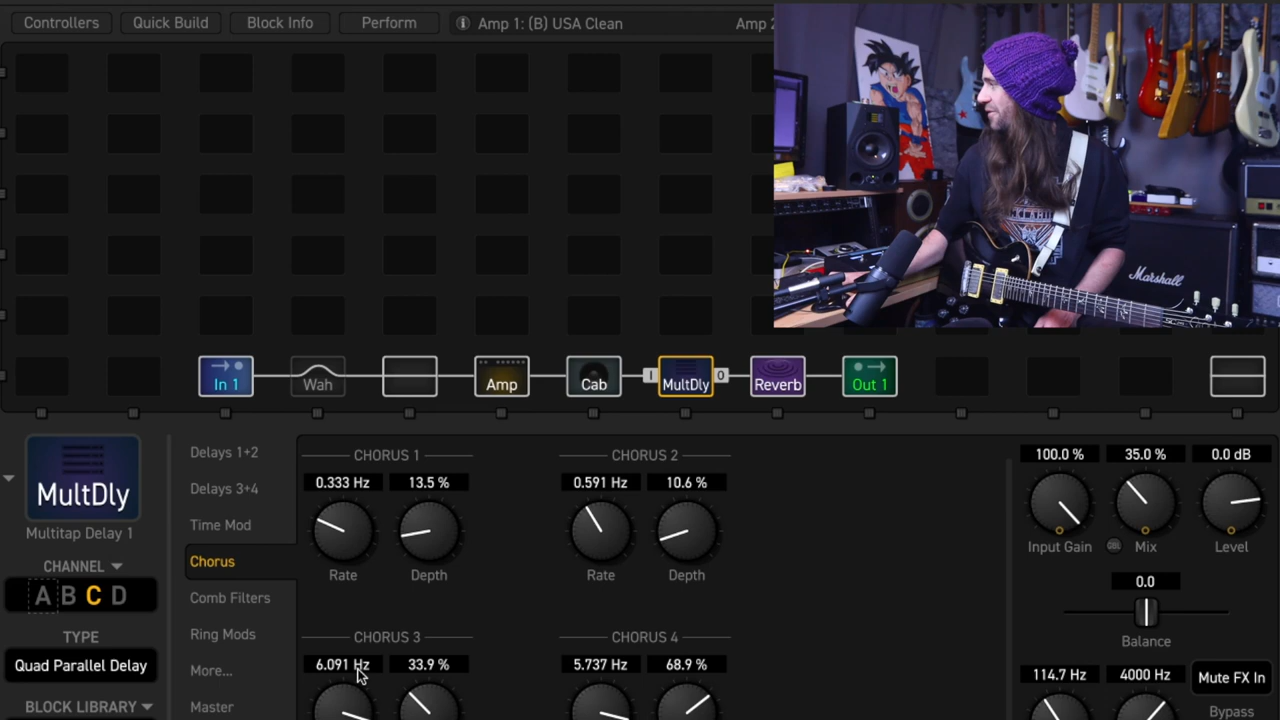 Controllers
Quick Build
Block Info
Perform
Amp 1: (B) USA Clean
Amp 2
Marshall
In 1
Wah
Amp
Cab
I
MultDly
O
Reverb
Out 1
MultDly
Multitap Delay 1
CHANNEL
A B C D
TYPE
Quad Parallel Delay
BLOCK LIBRARY
Delays 1+2
Delays 3+4
Time Mod
Chorus
Comb Filters
Ring Mods
More...
Master
CHORUS 1
0.333 Hz 13.5 %
Rate Depth
CHORUS 2
0.591 Hz 10.6 %
Rate Depth
CHORUS 3
6.091 Hz 33.9 %
CHORUS 4
5.737 Hz 68.9 %
100.0 % 35.0 % 0.0 dB
Input Gain Mix Level
0.0
Balance
114.7 Hz 4000 Hz Mute FX In
Bypass